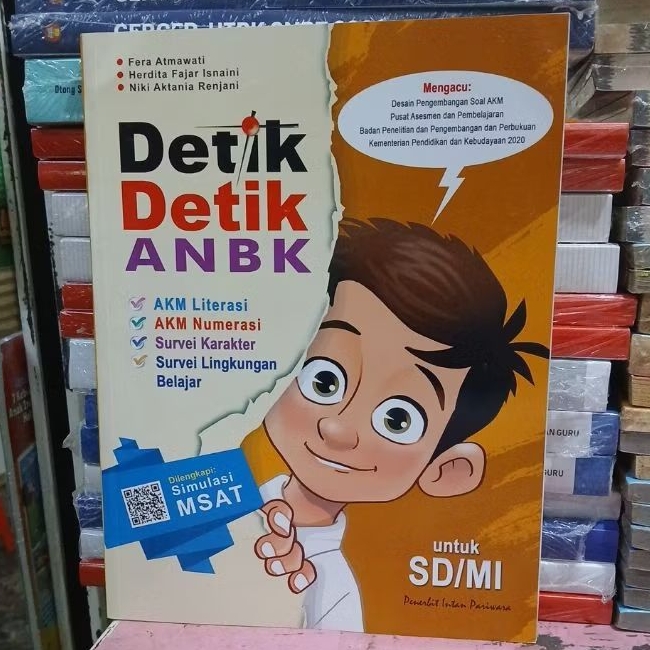 Fera Atmawati
Herdita Fajar Isnaini
Niki Aktania Renjani
Mengacu:
Desain Pengembangan Soal AKM
Pusat Asesmen dan Pembelajaran
Badan Penelitian dan Pengembangan dan Perbukuan
Kementerian Pendidikan dan Kebudayaan 2020
Detik
Detik
ANBK
AKM Literasi
AKM Numerasi
Survei Karakter
Survei Lingkungan
Belajar
Dilengkapi:
Simulasi
MSAT
untuk
SD/MI
Penerbit Intan Pariwara
GURU